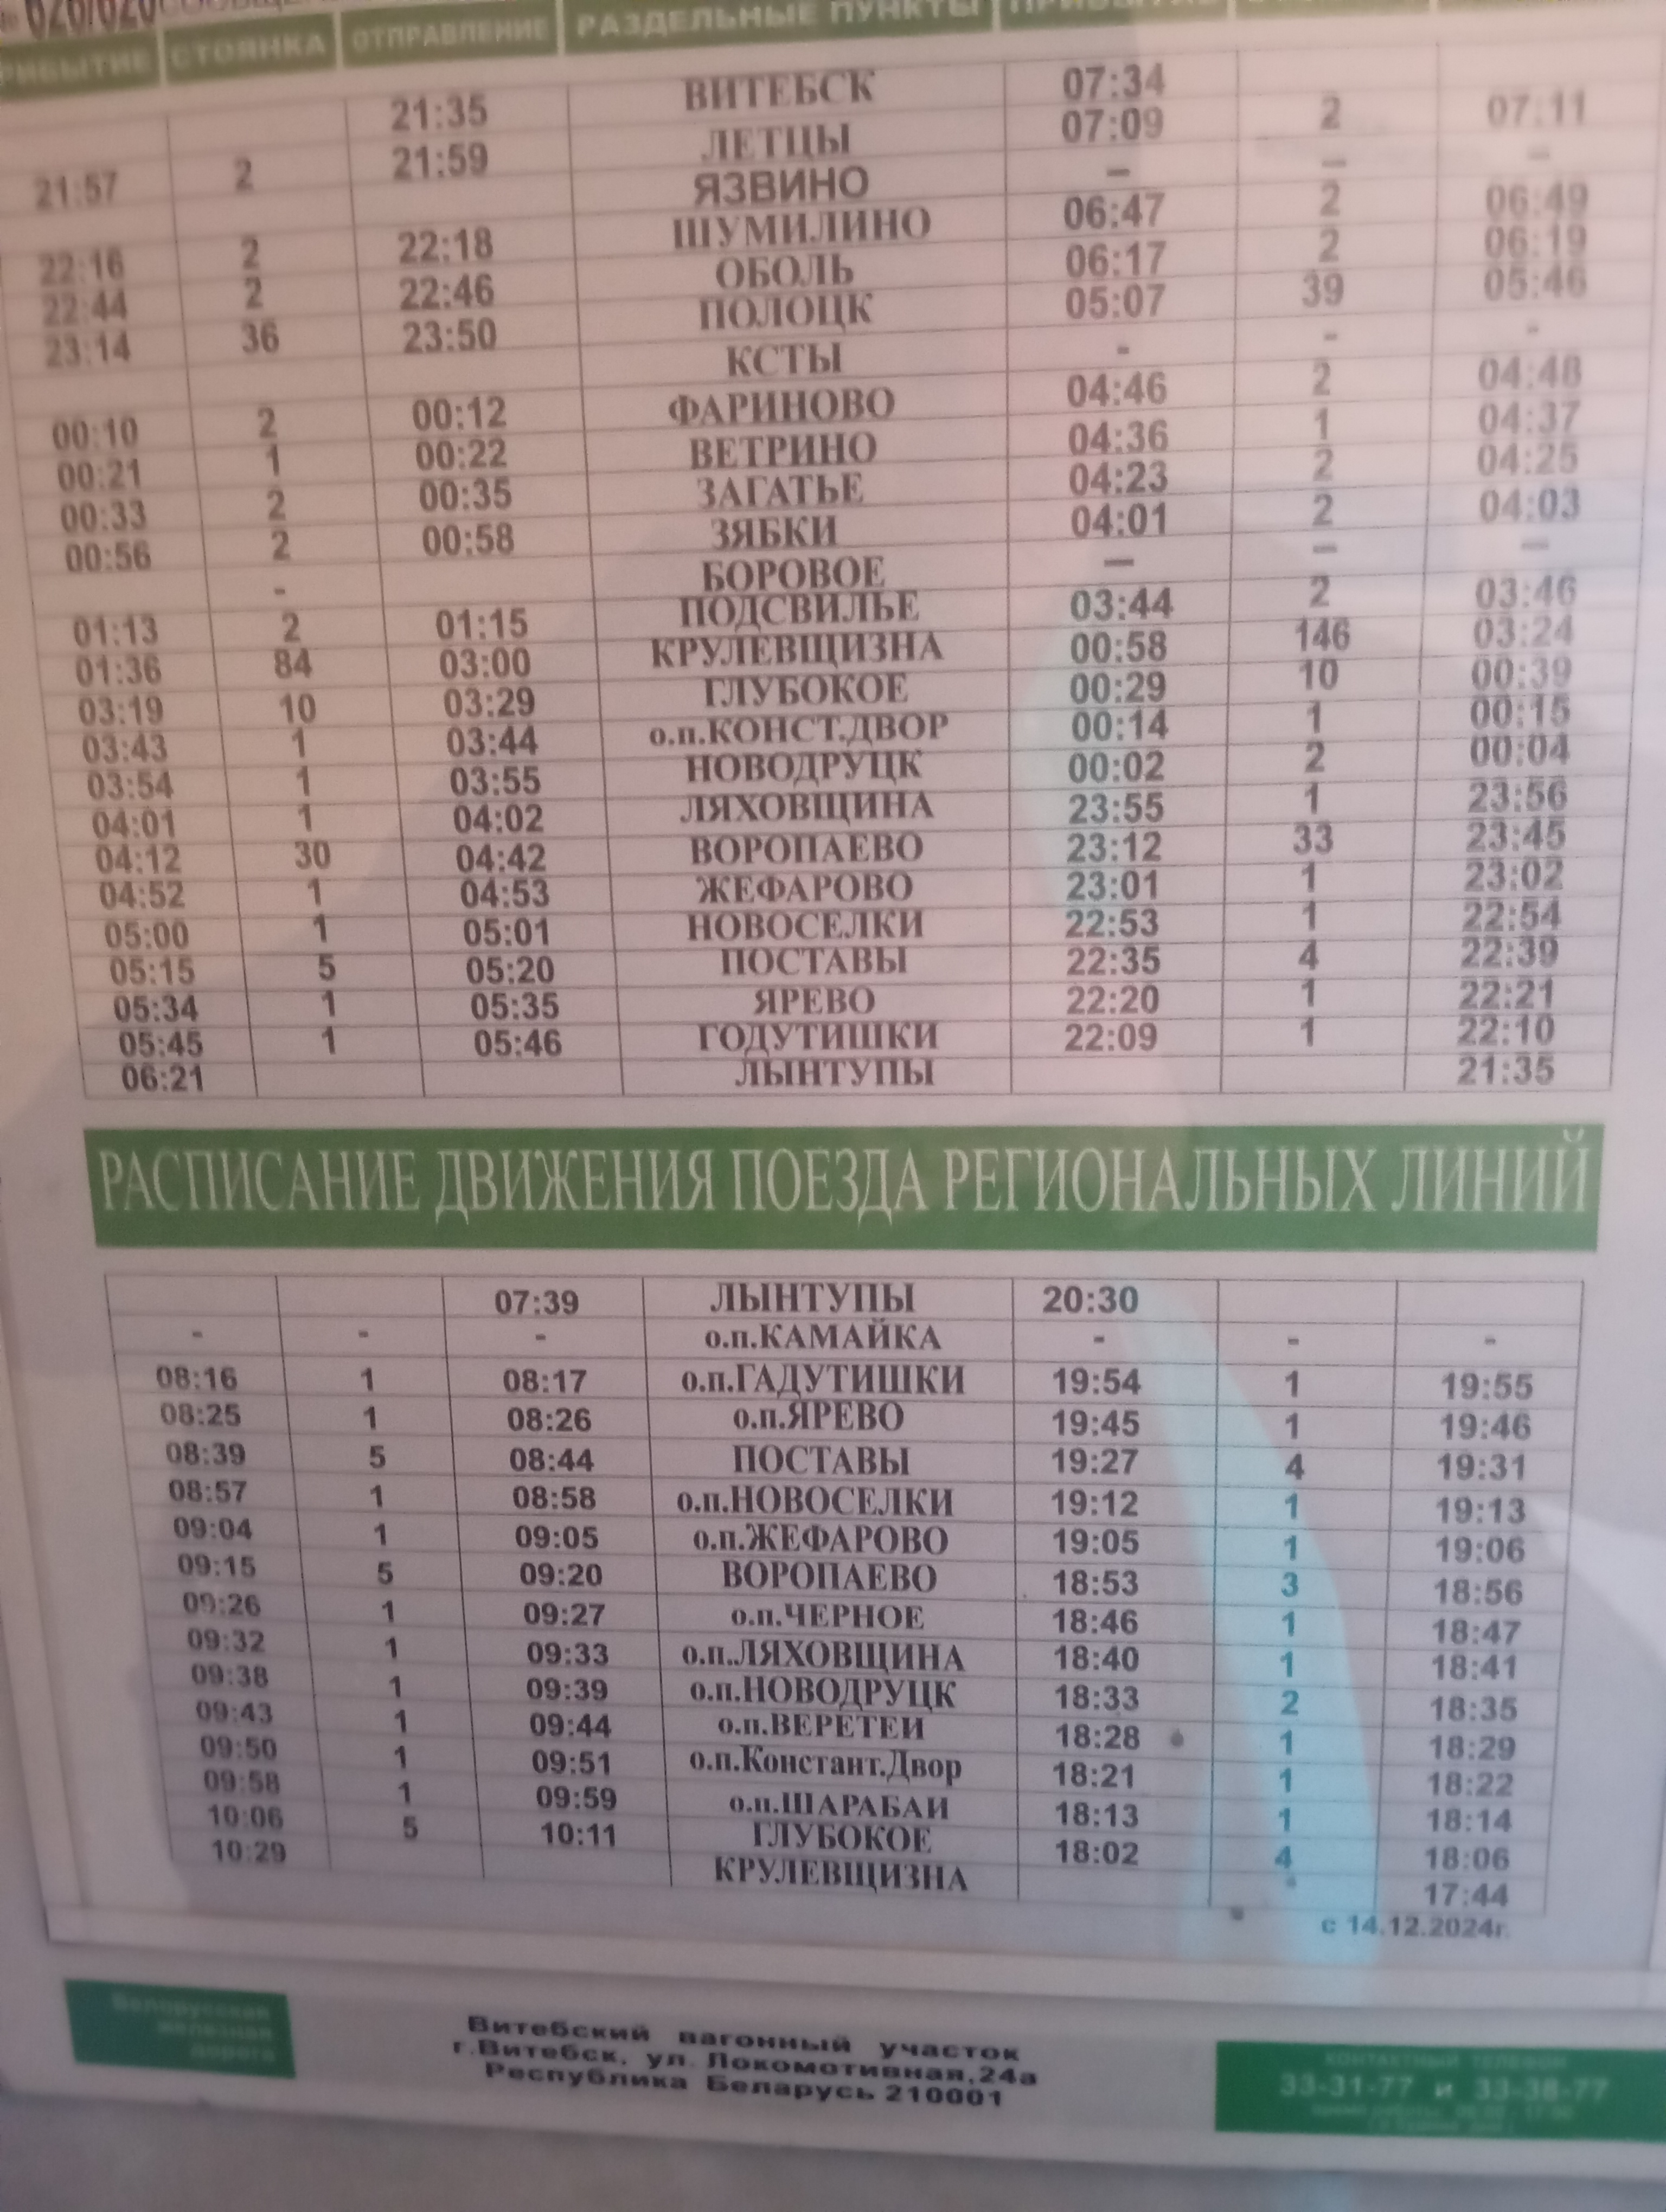 СТОЯНКА ОТПРАВЛЕНИЕ РАЗДЕЛЬНЫЕ ПУНКТЫ
21:35 ВИТЕБСК 07:34
21:57 2 21:59 ЛЕТЦЫ 07:09 2 07:11
ЯЗВИНО – – –
22:16 2 22:18 ШУМИЛИНО 06:47 2 06:49
22:44 2 22:46 ОБОЛЬ 06:17 2 06:19
23:14 36 23:50 ПОЛОЦК 05:07 39 05:46
КСТЫ - - -
00:10 2 00:12 ФАРИНОВО 04:46 2 04:48
00:21 1 00:22 ВЕТРИНО 04:36 1 04:37
00:33 2 00:35 ЗАГАТЬЕ 04:23 2 04:25
00:56 2 00:58 ЗЯБКИ 04:01 2 04:03
- БОРОВОЕ – – –
01:13 2 01:15 ПОДСВИЛЬЕ 03:44 2 03:46
01:36 84 03:00 КРУЛЕВЩИЗНА 00:58 146 03:24
03:19 10 03:29 ГЛУБОКОЕ 00:29 10 00:39
03:43 1 03:44 о.п.КОНСТ.ДВОР 00:14 1 00:15
03:54 1 03:55 НОВОДРУЦК 00:02 2 00:04
04:01 1 04:02 ЛЯХОВЩИНА 23:55 1 23:56
04:12 30 04:42 ВОРОПАЕВО 23:12 33 23:45
04:52 1 04:53 ЖЕФАРОВО 23:01 1 23:02
05:00 1 05:01 НОВОСЕЛКИ 22:53 1 22:54
05:15 5 05:20 ПОСТАВЫ 22:35 4 22:39
05:34 1 05:35 ЯРЕВО 22:20 1 22:21
05:45 1 05:46 ГОДУТИШКИ 22:09 1 22:10
06:21 ЛЫНТУПЫ 21:35
РАСПИСАНИЕ ДВИЖЕНИЯ ПОЕЗДА РЕГИОНАЛЬНЫХ ЛИНИЙ
07:39 ЛЫНТУПЫ 20:30
- - - о.п.КАМАЙКА - - -
08:16 1 08:17 о.п.ГАДУТИШКИ 19:54 1 19:55
08:25 1 08:26 о.п.ЯРЕВО 19:45 1 19:46
08:39 5 08:44 ПОСТАВЫ 19:27 4 19:31
08:57 1 08:58 о.п.НОВОСЕЛКИ 19:12 1 19:13
09:04 1 09:05 о.п.ЖЕФАРОВО 19:05 1 19:06
09:15 5 09:20 ВОРОПАЕВО 18:53 3 18:56
09:26 1 09:27 о.п.ЧЕРНОЕ 18:46 1 18:47
09:32 1 09:33 о.п.ЛЯХОВЩИНА 18:40 1 18:41
09:38 1 09:39 о.п.НОВОДРУЦК 18:33 2 18:35
09:43 1 09:44 о.п.ВЕРЕТЕИ 18:28 1 18:29
09:50 1 09:51 о.п.Констант.Двор 18:21 1 18:22
09:58 1 09:59 о.п.ШАРАБАИ 18:13 1 18:14
10:06 5 10:11 ГЛУБОКОЕ 18:02 4 18:06
10:29 КРУЛЕВЩИЗНА 17:44
с 14.12.2024г.
Белорусская
железная
дорога
Витебский вагонный участок
г.Витебск, ул. Локомотивная,24а
Республика Беларусь 210001
КОНТАКТНЫЙ ТЕЛЕФОН
33-31-77 и 33-38-77